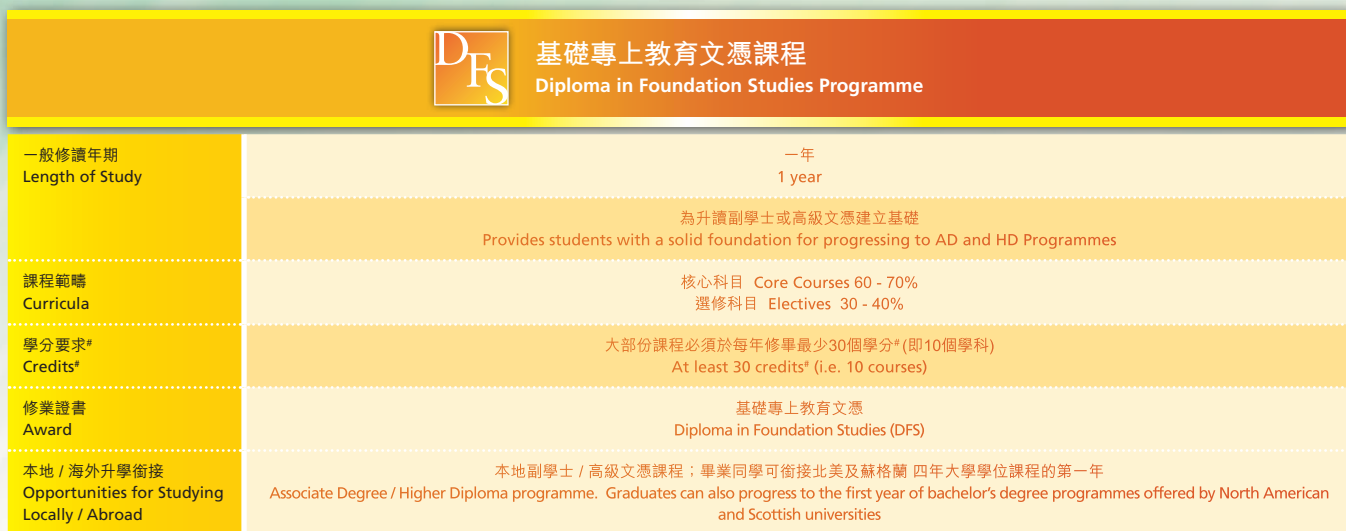 DFS
基礎專上教育文憑課程
Diploma in Foundation Studies Programme
一般修讀年期
Length of Study
一年
1 year
為升讀副學士或高級文憑建立基礎
Provides students with a solid foundation for progressing to AD and HD Programmes
課程範疇
Curricula
核心科目 Core Courses 60 - 70%
選修科目 Electives 30 - 40%
學分要求#
Credits#
大部份課程必須於每年修畢最少30個學分# (即10個學科)
At least 30 credits# (i.e. 10 courses)
修業證書
Award
基礎專上教育文憑
Diploma in Foundation Studies (DFS)
本地 / 海外升學銜接
Opportunities for Studying
Locally / Abroad
本地副學士 / 高級文憑課程；畢業同學可銜接北美及蘇格蘭 四年大學學位課程的第一年
Associate Degree / Higher Diploma programme. Graduates can also progress to the first year of bachelor's degree programmes offered by North American
and Scottish universities